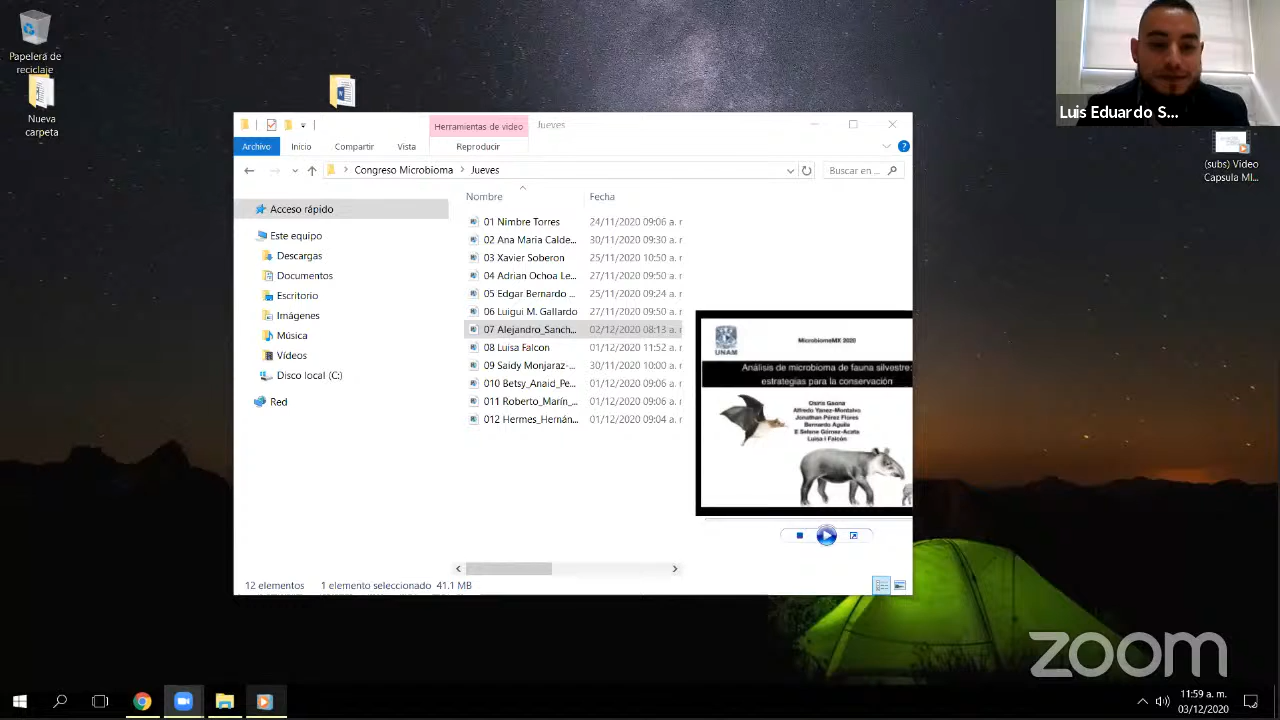 Papelera de
reciclaje
Nueva
carpeta
Luis Eduardo S...
(subs) Video
Capsula MI...
Herramientas de video
Jueves
Archivo
Inicio
Compartir
Vista
Reproducir
Congreso Microbioma > Jueves
Buscar en ...
Nombre
Fecha
Acceso rápido
Este equipo
Descargas
Documentos
Escritorio
Imágenes
Música
Vídeos
Disco local (C:)
Red
01 Nimbre Torres 24/11/2020 09:06 a. r
02 Ana Maria Calde... 30/11/2020 09:30 a. r
03 Xavier Soberon 25/11/2020 10:50 a. r
04 Adrian Ochoa Le... 27/11/2020 09:50 a. r
05 Edgar Bernardo ... 25/11/2020 09:24 a. r
06 Luigui M. Gallardo 27/11/2020 09:50 a. r
07 Alejandro_Sanch... 02/12/2020 08:13 a. r
08 Luisa Falcon 01/12/2020 11:52 a. r
09 Saidy Monjaraz-... 30/11/2020 10:00 a. r
010 Betsy_Anaid_Pe... 01/12/2020 09:06 a. r
011 Roberto_Marín_... 01/12/2020 09:06 a. r
012 Hermes_Hernán... 01/12/2020 09:04 a. r
UNAM
MicrobiomaMX 2020
Análisis de microbioma de fauna silvestre:
estrategias para la conservación
Osiris Gaona
Alfredo Yanez-Montalvo
Jonathan Pérez Flores
Bernardo Aguila
E Selene Gómez-Acata
Luisa I Falcón
12 elementos 1 elemento seleccionado 41.1 MB
zoom
11:59 a. m.
03/12/2020